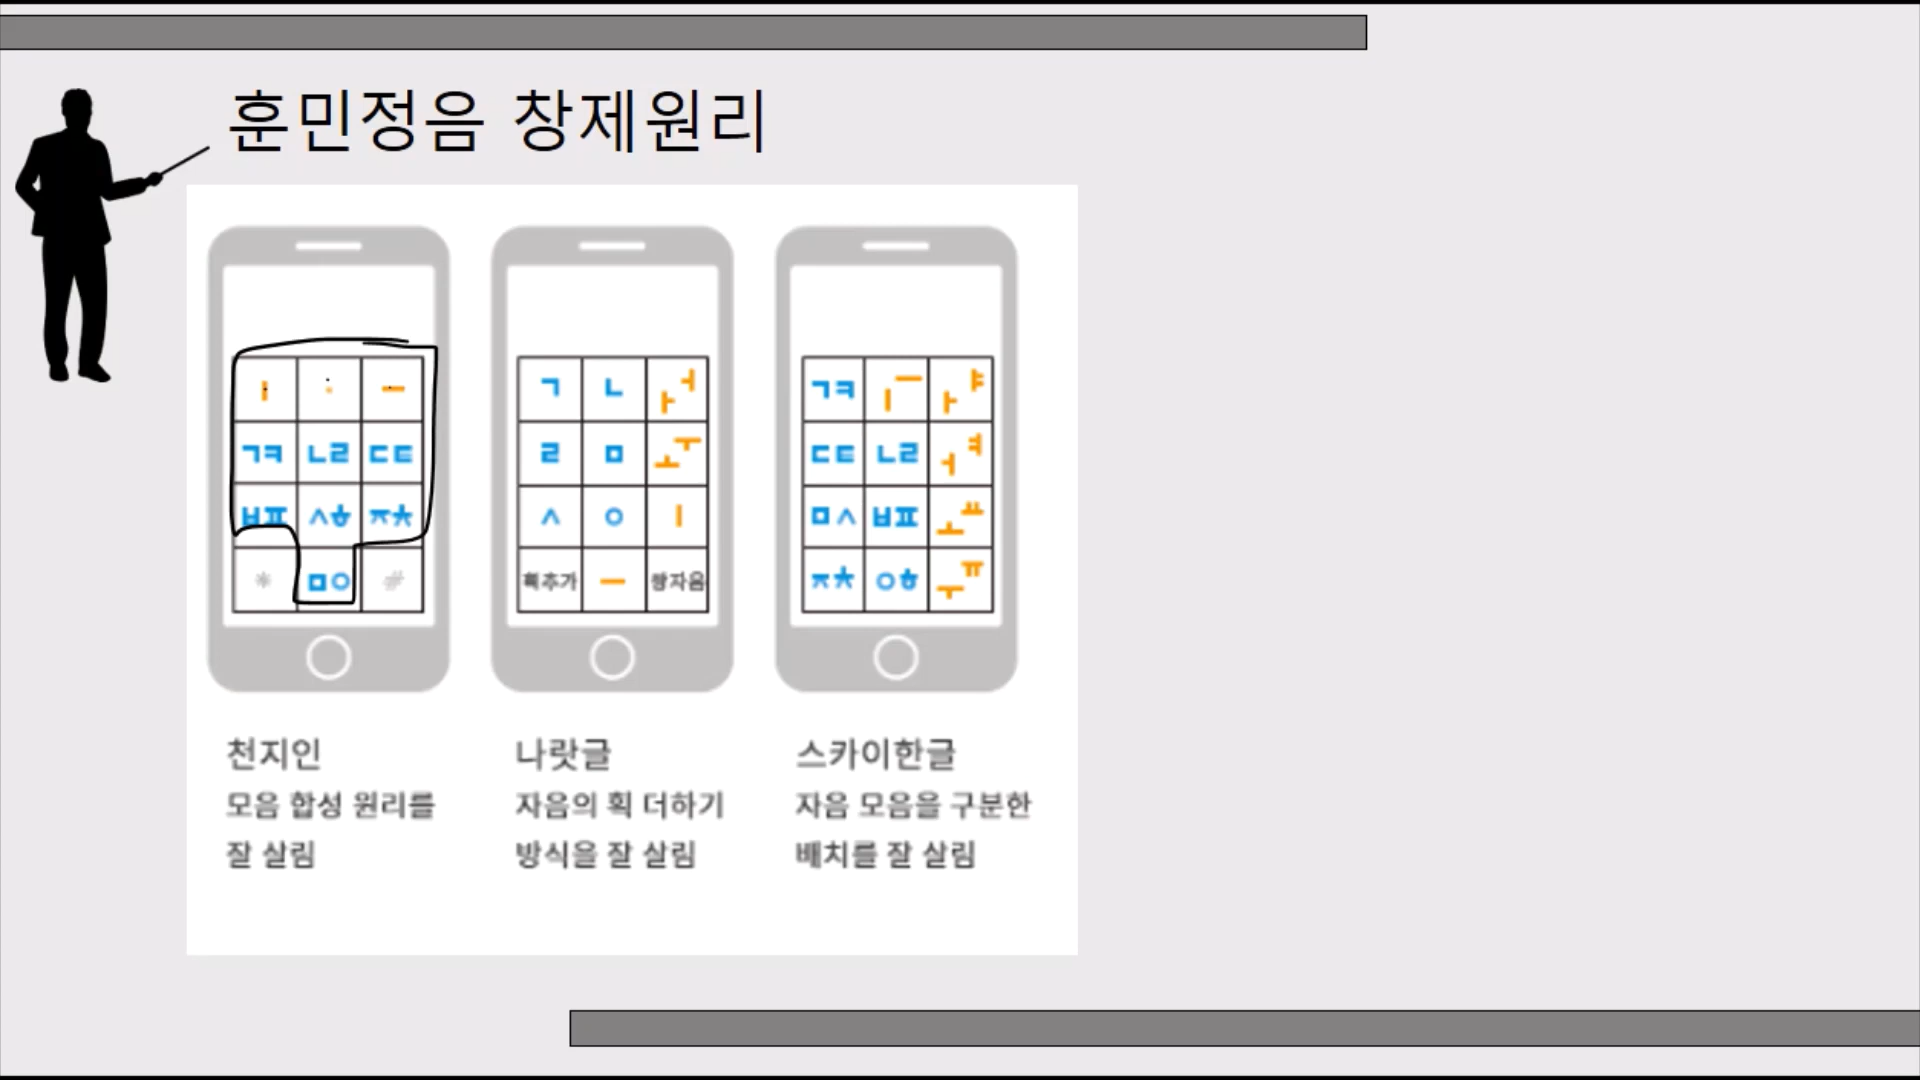 훈민정음 창제원리
ㅣ · ㅡ
ㄱㅋ ㄴㄹ ㄷㅌ
ㅂㅍ ㅅㅎ ㅈㅊ
* ㅁㅇ #
ㄱ ㄴ ㅏㅓ
ㄹ ㅁ ㅗㅜ
ㅅ ㅇ ㅣ
획추가 ㅡ 쌍자음
ㄱㅋ ㅣㅡ ㅏㅑ
ㄷㅌ ㄴㄹ ㅓㅕ
ㅁㅅ ㅂㅍ ㅗㅛ
ㅈㅊ ㅇㅎ ㅜㅠ
천지인
모음 합성 원리를
잘 살림
나랏글
자음의 획 더하기
방식을 잘 살림
스카이한글
자음 모음을 구분한
배치를 잘 살림